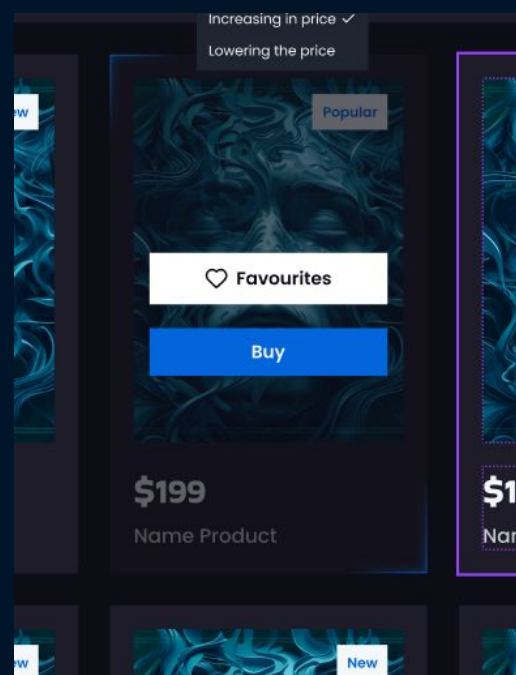 Increasing in price
Lowering the price
Popular
Favourites
Buy
$199
Name Product
New